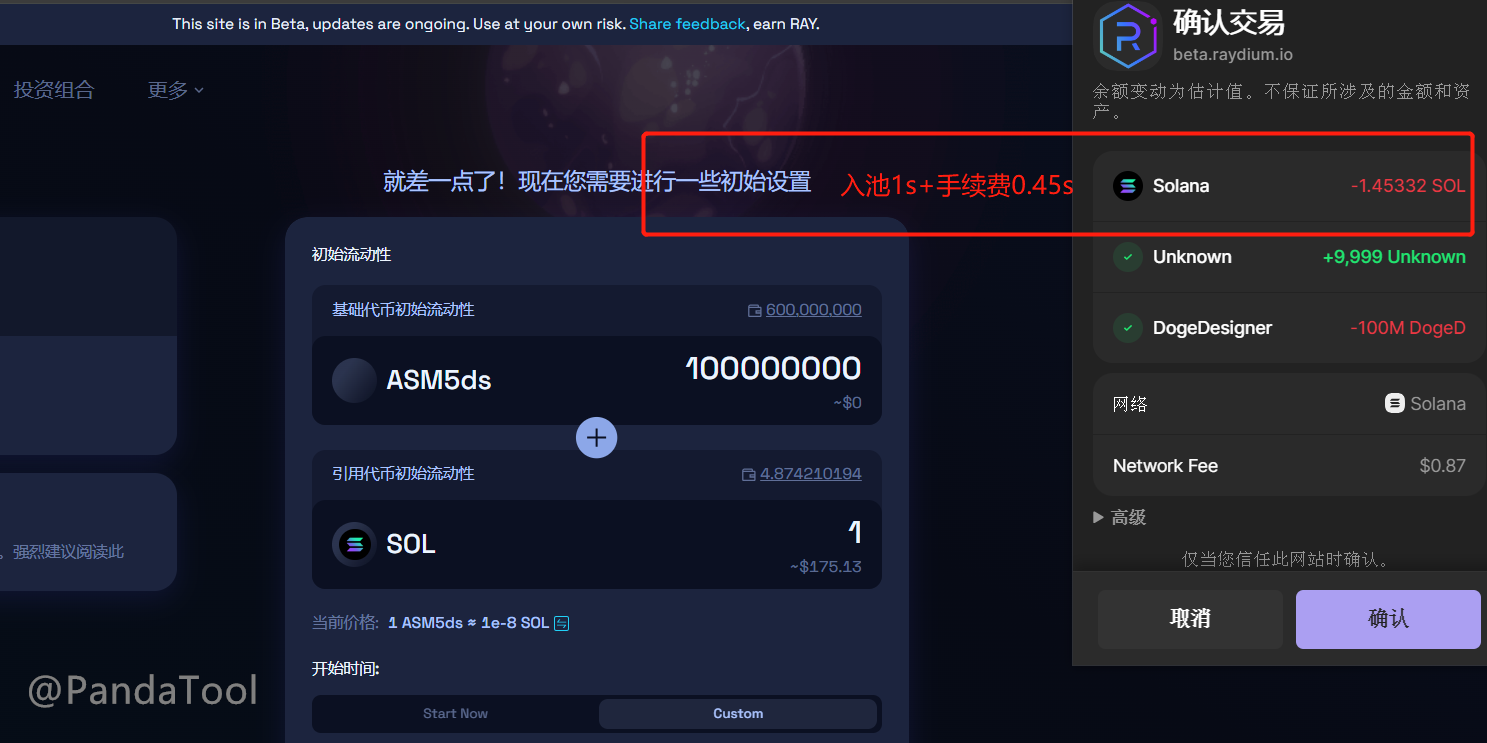 This site is in Beta, updates are ongoing. Use at your own risk. Share feedback, earn RAY.
投资组合
更多
就差一点了！现在您需要进行一些初始设置
入池1s+手续费0.45s
初始流动性
基础代币初始流动性
600,000,000
ASM5ds
100000000
~$0
引用代币初始流动性
4.874210194
SOL
1
~$175.13
当前价格: 1 ASM5ds ≈ 1e-8 SOL
开始时间:
Start Now
Custom
。强烈建议阅读此
@PandaTool
确认交易
beta.raydium.io
余额变动为估计值。不保证所涉及的金额和资
产。
Solana
-1.45332 SOL
Unknown
+9,999 Unknown
DogeDesigner
-100M DogeD
网络
Solana
Network Fee
$0.87
高级
仅当您信任此网站时确认。
取消
确认